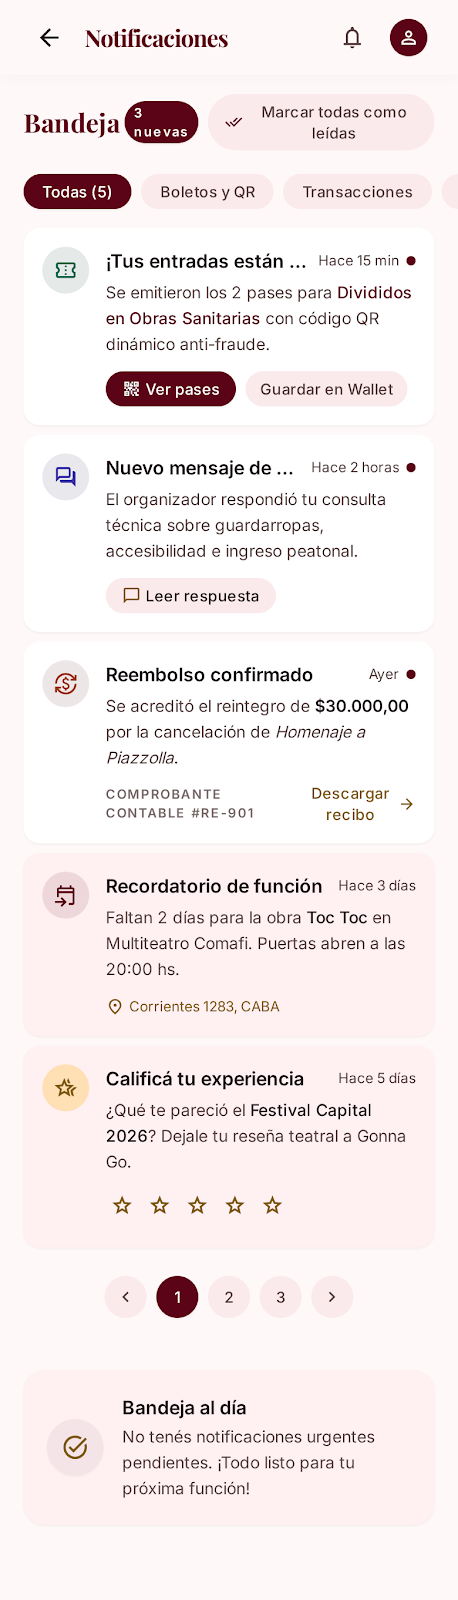 Notificaciones
Bandeja
3
nuevas
Marcar todas como
leídas
Todas (5)
Boletos y QR
Transacciones
¡Tus entradas están ...
Hace 15 min
Se emitieron los 2 pases para Divididos
en Obras Sanitarias con código QR
dinámico anti-fraude.
Ver pases
Guardar en Wallet
Nuevo mensaje de ...
Hace 2 horas
El organizador respondió tu consulta
técnica sobre guardarropas,
accesibilidad e ingreso peatonal.
Leer respuesta
Reembolso confirmado
Ayer
Se acreditó el reintegro de $30.000,00
por la cancelación de Homenaje a
Piazzolla.
COMPROBANTE
CONTABLE #RE-901
Descargar
recibo
Recordatorio de función
Hace 3 días
Faltan 2 días para la obra Toc Toc en
Multiteatro Comafi. Puertas abren a las
20:00 hs.
Corrientes 1283, CABA
Calificá tu experiencia
Hace 5 días
¿Qué te pareció el Festival Capital
2026? Dejale tu reseña teatral a Gonna
Go.
1
2
3
Bandeja al día
No tenés notificaciones urgentes
pendientes. ¡Todo listo para tu
próxima función!